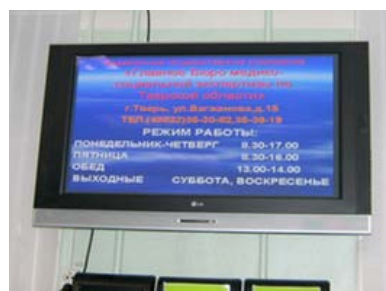 «Главное бюро медико-
социальной экспертизы по
Тверской области»
г.Тверь, ул.Вагжанова,д.15
ТЕЛ.(4822)
РЕЖИМ РАБОТЫ:
ПОНЕДЕЛЬНИК-ЧЕТВЕРГ 8.30-17.00
ПЯТНИЦА 8.30-16.00
ОБЕД 13.00-14.00
ВЫХОДНЫЕ СУББОТА, ВОСКРЕСЕНЬЕ
LG